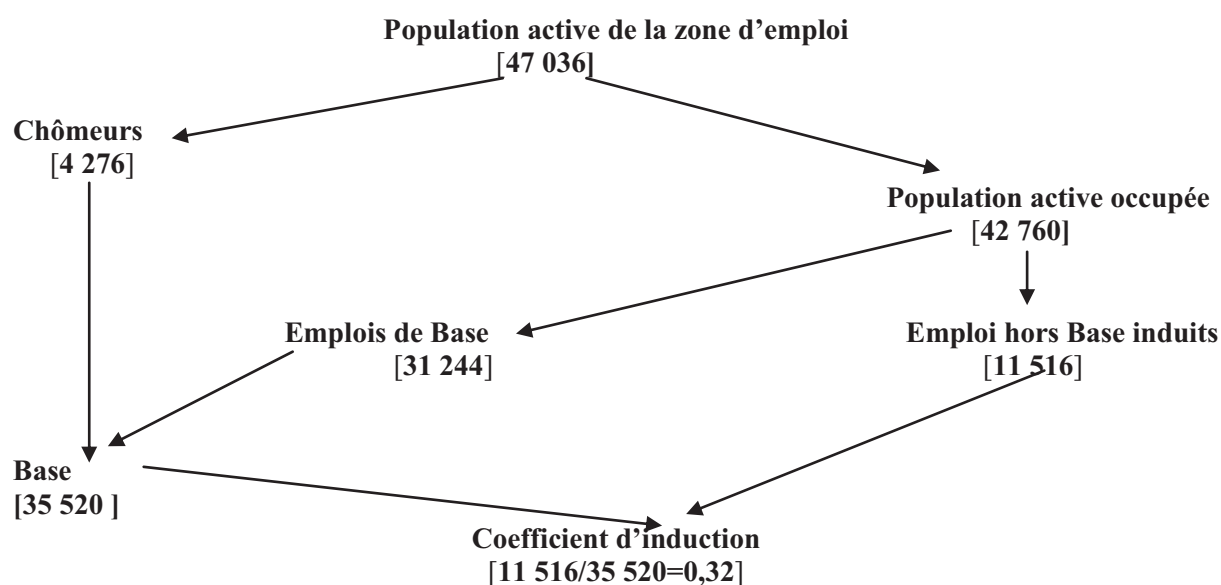 Population active de la zone d’emploi
[47 036]
Chômeurs
[4 276]
Population active occupée
[42 760]
Emplois de Base
[31 244]
Emploi hors Base induits
[11 516]
Base
[35 520 ]
Coefficient d’induction
[11 516/35 520=0,32]